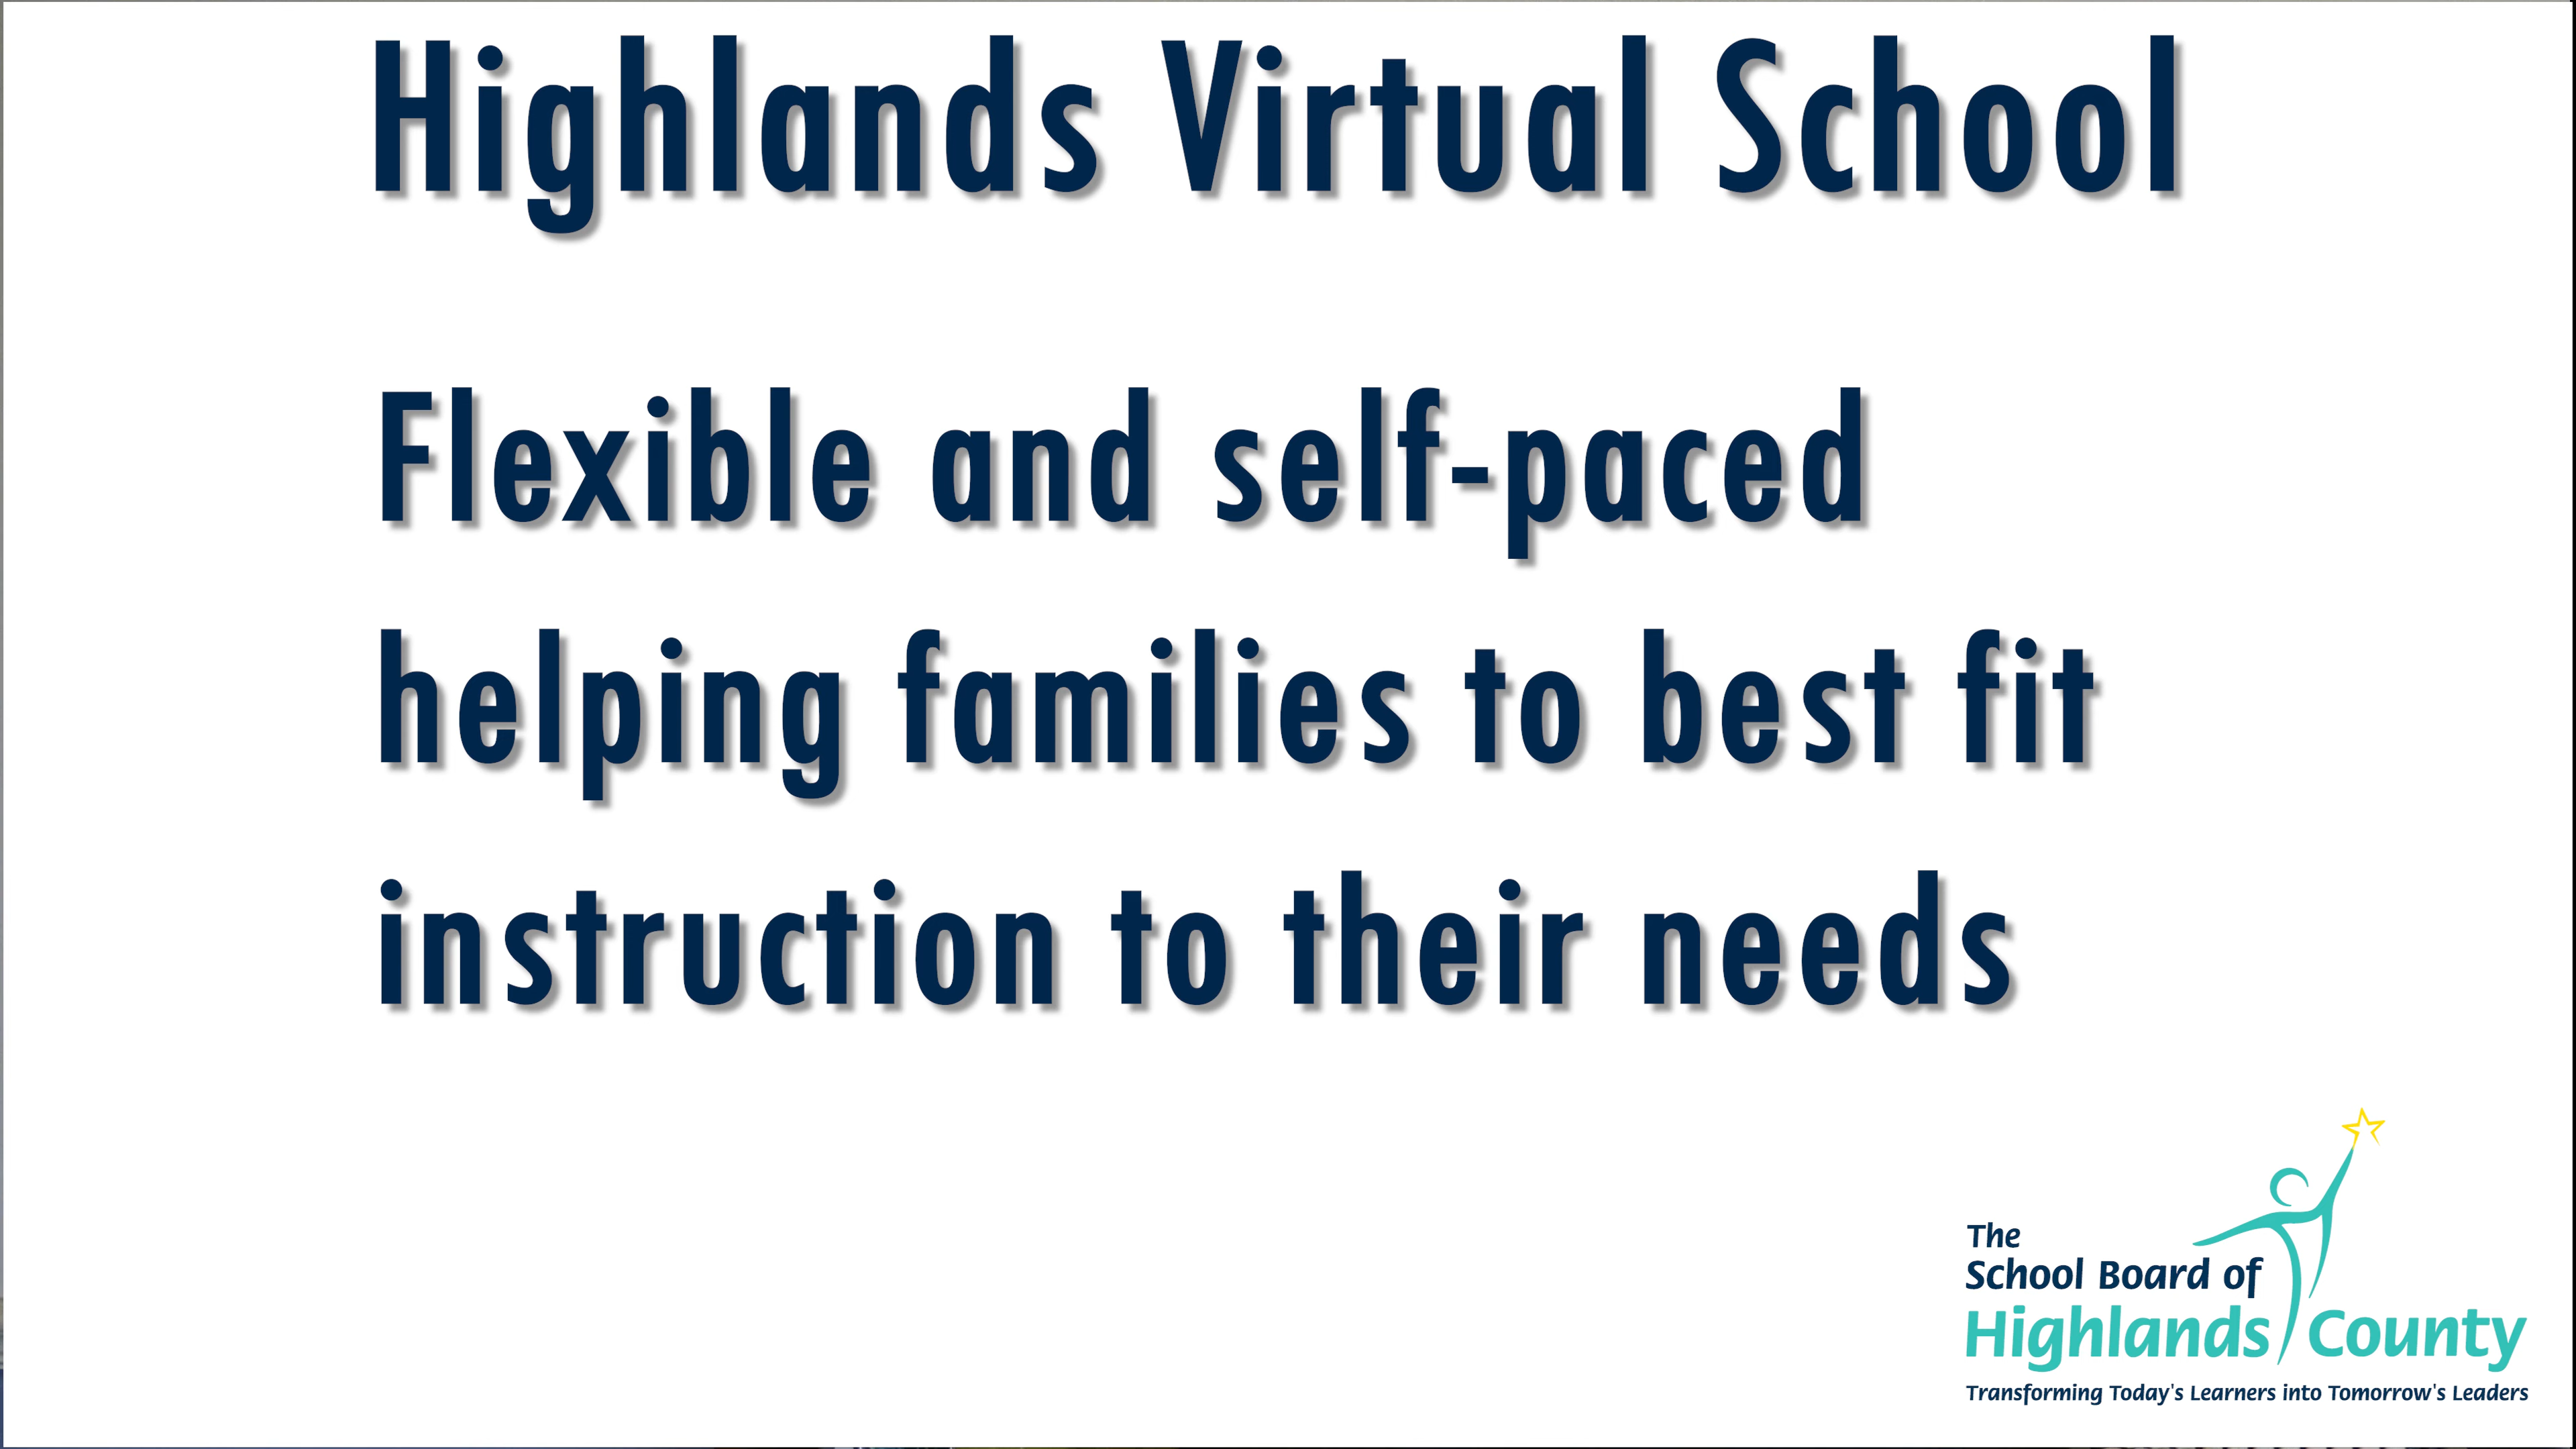 Highlands Virtual School
Flexible and self-paced
helping families to best fit
instruction to their needs
The
School Board of
Highlands County
Transforming Today's Learners into Tomorrow's Leaders